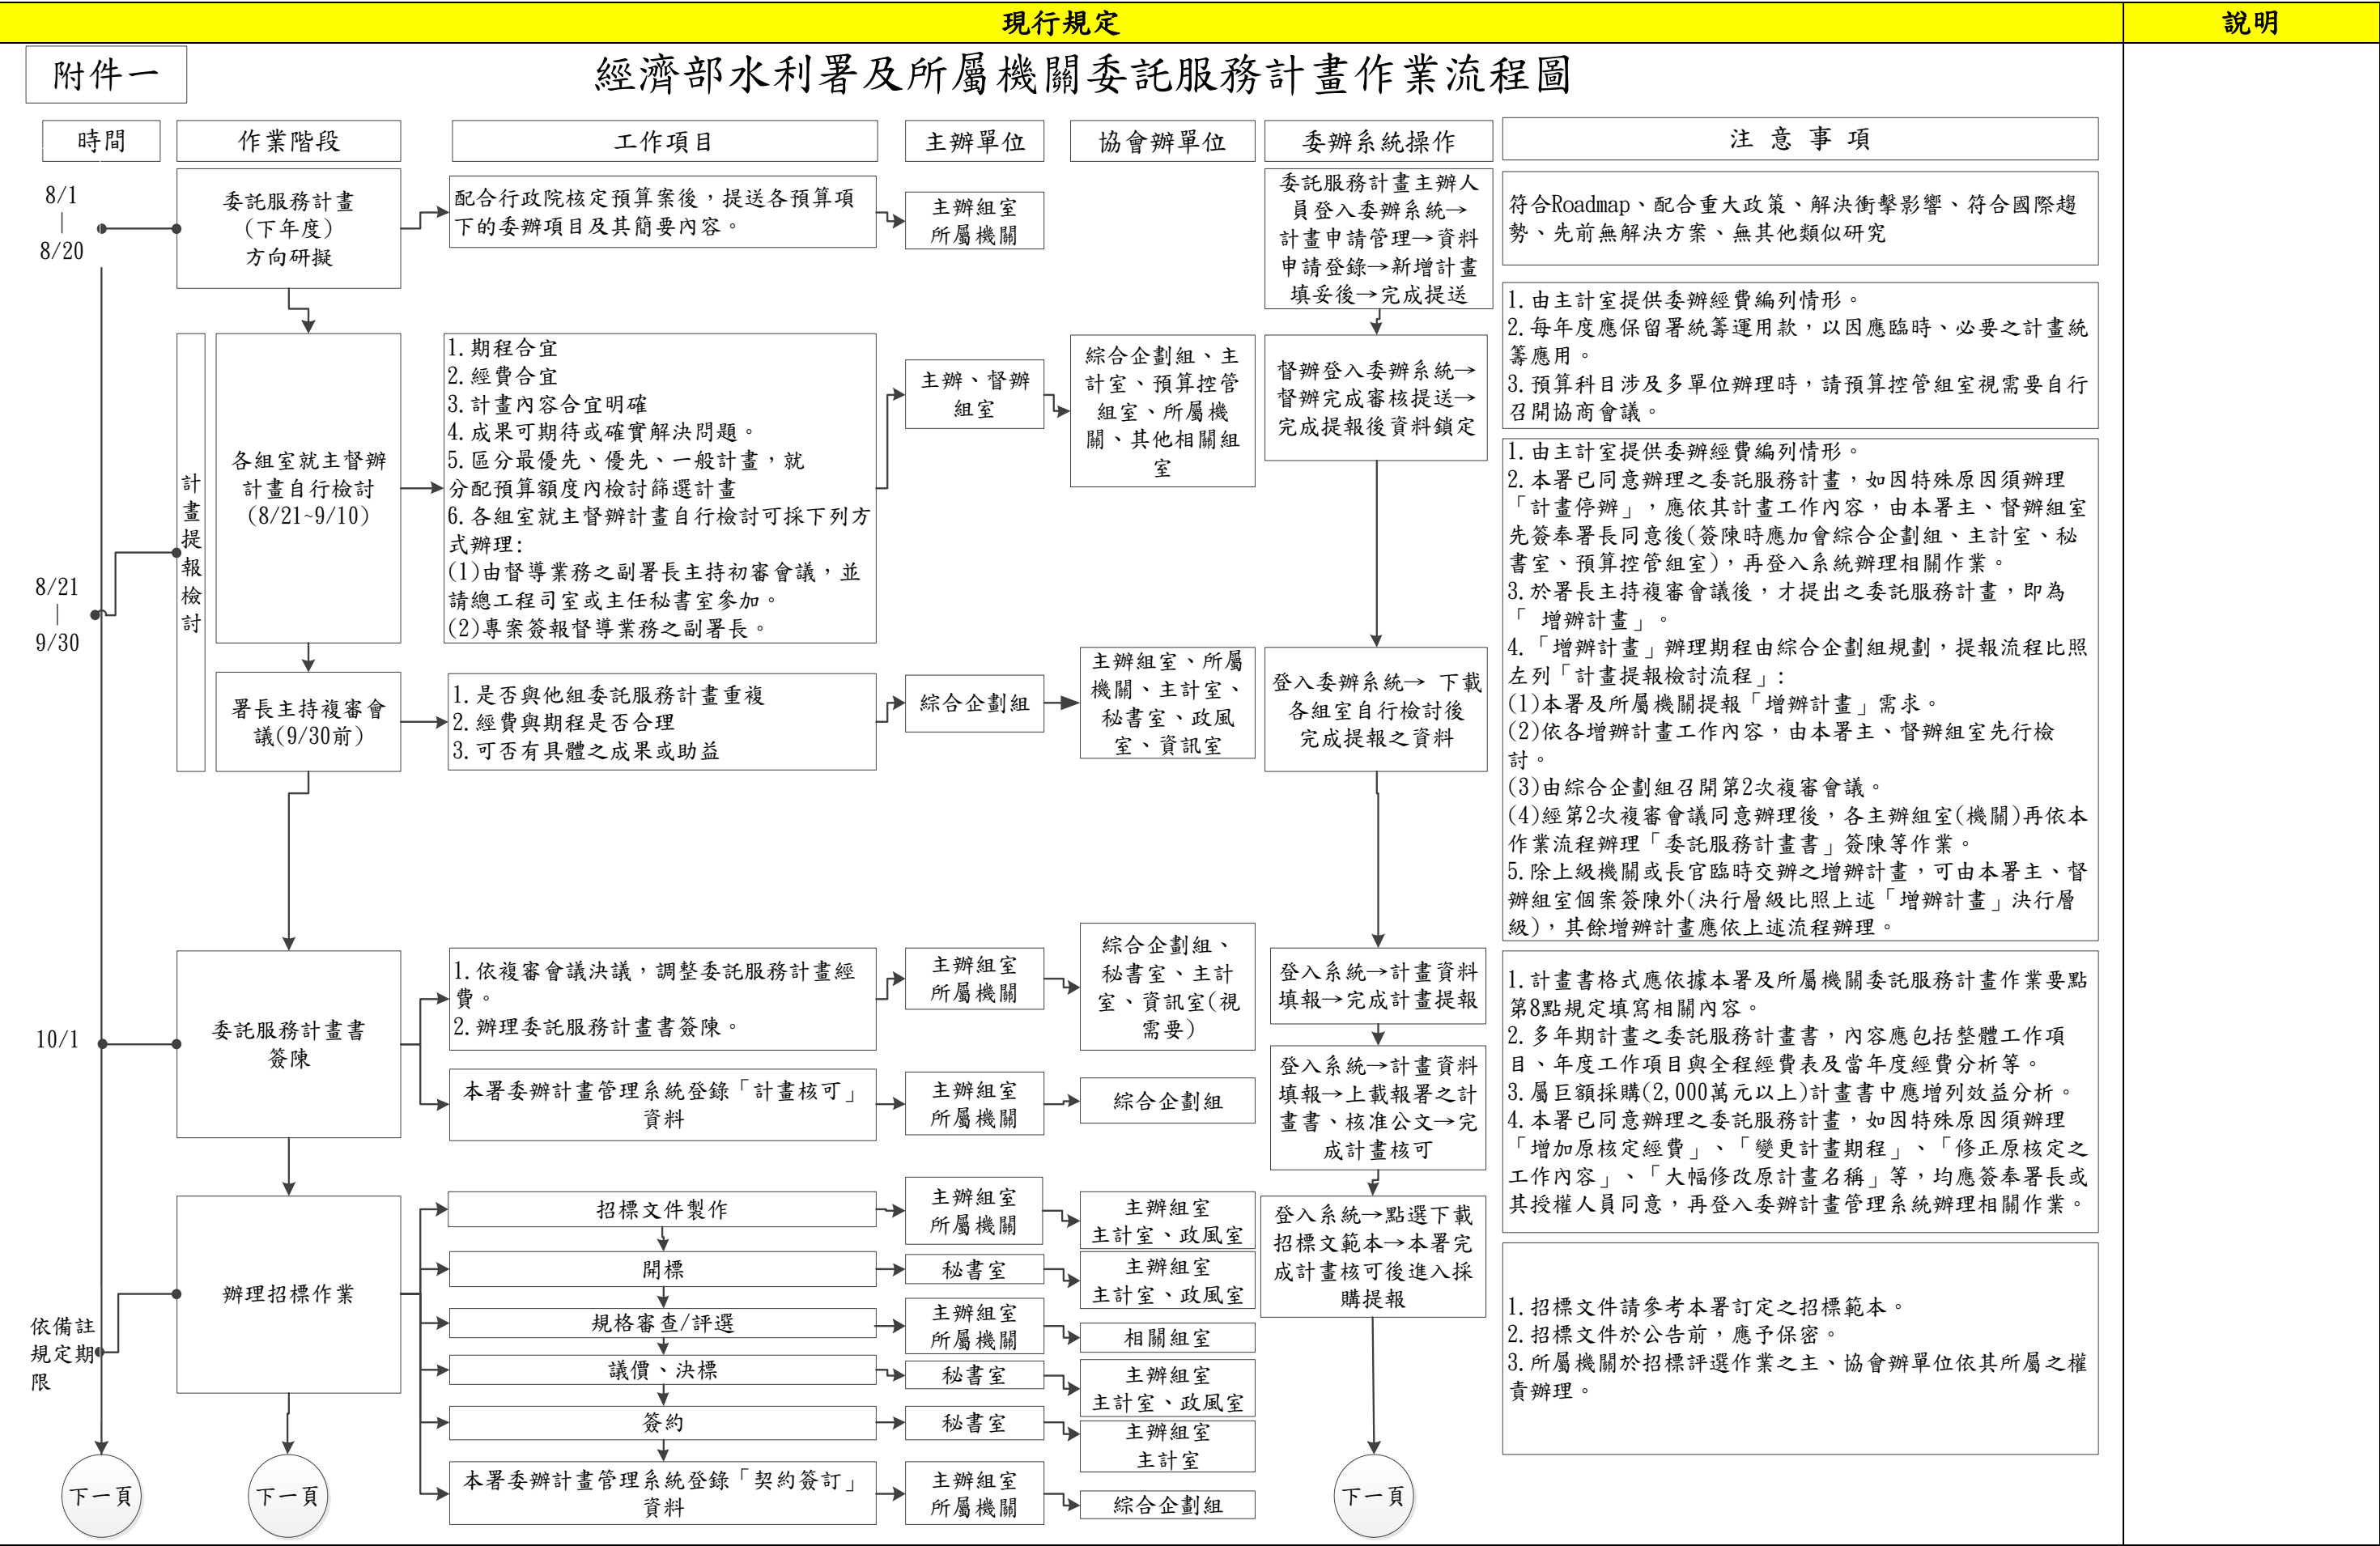 現行規定
說明
附件一
經濟部水利署及所屬機關委託服務計畫作業流程圖
時間
作業階段
工作項目
主辦單位
協會辦單位
委辦系統操作
注 意 事 項
8/1
|
8/20
委託服務計畫
(下年度)
方向研擬
配合行政院核定預算案後，提送各預算項
下的委辦項目及其簡要內容。
主辦組室
所屬機關
委託服務計畫主辦人
員登入委辦系統→
計畫申請管理→資料
申請登錄→新增計畫
填妥後→完成提送
符合Roadmap、配合重大政策、解決衝擊影響、符合國際趨
勢、先前無解決方案、無其他類似研究
8/21
|
9/30
計畫提報檢討
各組室就主督辦
計畫自行檢討
(8/21~9/10)
1.期程合宜
2.經費合宜
3.計畫內容合宜明確
4.成果可期待或確實解決問題。
5.區分最優先、優先、一般計畫，就
分配預算額度內檢討篩選計畫
6.各組室就主督辦計畫自行檢討可採下列方
式辦理:
(1)由督導業務之副署長主持初審會議，並
請總工程司室或主任秘書室參加。
(2)專案簽報督導業務之副署長。
主辦、督辦
組室
綜合企劃組、主
計室、預算控管
組室、所屬機
關、其他相關組
室
督辦登入委辦系統→
督辦完成審核提送→
完成提報後資料鎖定
1.由主計室提供委辦經費編列情形。
2.每年度應保留署統籌運用款，以因應臨時、必要之計畫統
籌應用。
3.預算科目涉及多單位辦理時，請預算控管組室視需要自行
召開協商會議。
署長主持複審會
議(9/30前)
1.是否與他組委託服務計畫重複
2.經費與期程是否合理
3.可否有具體之成果或助益
綜合企劃組
主辦組室、所屬
機關、主計室、
秘書室、政風
室、資訊室
登入委辦系統→ 下載
各組室自行檢討後
完成提報之資料
1.由主計室提供委辦經費編列情形。
2.本署已同意辦理之委託服務計畫，如因特殊原因須辦理
「計畫停辦」，應依其計畫工作內容，由本署主、督辦組室
先簽奉署長同意後(簽陳時應加會綜合企劃組、主計室、秘
書室、預算控管組室)，再登入系統辦理相關作業。
3.於署長主持複審會議後，才提出之委託服務計畫，即為
「 增辦計畫」。
4.「增辦計畫」辦理期程由綜合企劃組規劃，提報流程比照
左列「計畫提報檢討流程」:
(1)本署及所屬機關提報「增辦計畫」需求。
(2)依各增辦計畫工作內容，由本署主、督辦組室先行檢
討。
(3)由綜合企劃組召開第2次複審會議。
(4)經第2次複審會議同意辦理後，各主辦組室(機關)再依本
作業流程辦理「委託服務計畫書」簽陳等作業。
5.除上級機關或長官臨時交辦之增辦計畫，可由本署主、督
辦組室個案簽陳外(決行層級比照上述「增辦計畫」決行層
級)，其餘增辦計畫應依上述流程辦理。
10/1
委託服務計畫書
簽陳
1.依複審會議決議，調整委託服務計畫經
費。
2.辦理委託服務計畫書簽陳。
主辦組室
所屬機關
綜合企劃組、
秘書室、主計
室、資訊室(視
需要)
登入系統→計畫資料
填報→完成計畫提報
本署委辦計畫管理系統登錄「計畫核可」
資料
主辦組室
所屬機關
綜合企劃組
登入系統→計畫資料
填報→上載報署之計
畫書、核准公文→完
成計畫核可
1.計畫書格式應依據本署及所屬機關委託服務計畫作業要點
第8點規定填寫相關內容。
2.多年期計畫之委託服務計畫書，內容應包括整體工作項
目、年度工作項目與全程經費表及當年度經費分析等。
3.屬巨額採購(2,000萬元以上)計畫書中應增列效益分析。
4.本署已同意辦理之委託服務計畫，如因特殊原因須辦理
「增加原核定經費」、「變更計畫期程」、「修正原核定之
工作內容」、「大幅修改原計畫名稱」等，均應簽奉署長或
其授權人員同意，再登入委辦計畫管理系統辦理相關作業。
依備註
規定期
限
辦理招標作業
招標文件製作
主辦組室
所屬機關
主辦組室
主計室、政風室
開標
秘書室
主辦組室
主計室、政風室
規格審查/評選
主辦組室
所屬機關
相關組室
議價、決標
秘書室
主辦組室
主計室、政風室
簽約
秘書室
主辦組室
主計室
本署委辦計畫管理系統登錄「契約簽訂」
資料
主辦組室
所屬機關
綜合企劃組
登入系統→點選下載
招標文範本→本署完
成計畫核可後進入採
購提報
1.招標文件請參考本署訂定之招標範本。
2.招標文件於公告前，應予保密。
3.所屬機關於招標評選作業之主、協會辦單位依其所屬之權
責辦理。
下一頁
下一頁
下一頁